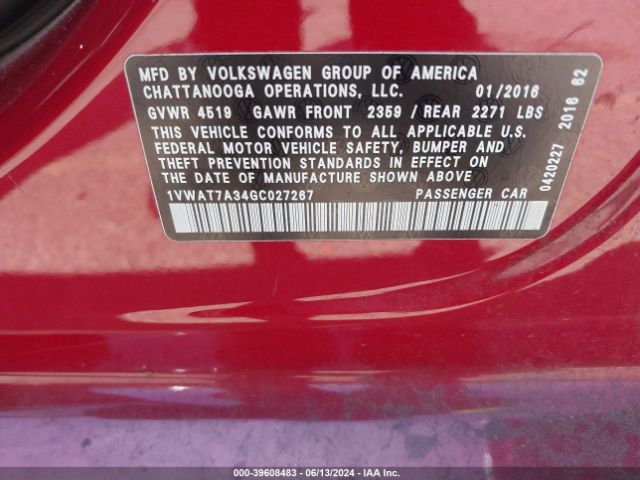 MFD BY VOLKSWAGEN GROUP OF AMERICA
CHATTANOOGA OPERATIONS, LLC. 01/2016
GVWR 4519 GAWR FRONT 2359 / REAR 2271 LBS
THIS VEHICLE CONFORMS TO ALL APPLICABLE U.S.
FEDERAL MOTOR VEHICLE SAFETY, BUMPER AND
THEFT PREVENTION STANDARDS IN EFFECT ON
THE DATE OF MANUFACTURE SHOWN ABOVE
1VWAT7A34GC027267 PASSENGER CAR
0420227 2016 62
000-39608483 - 06/13/2024 - IAA Inc.